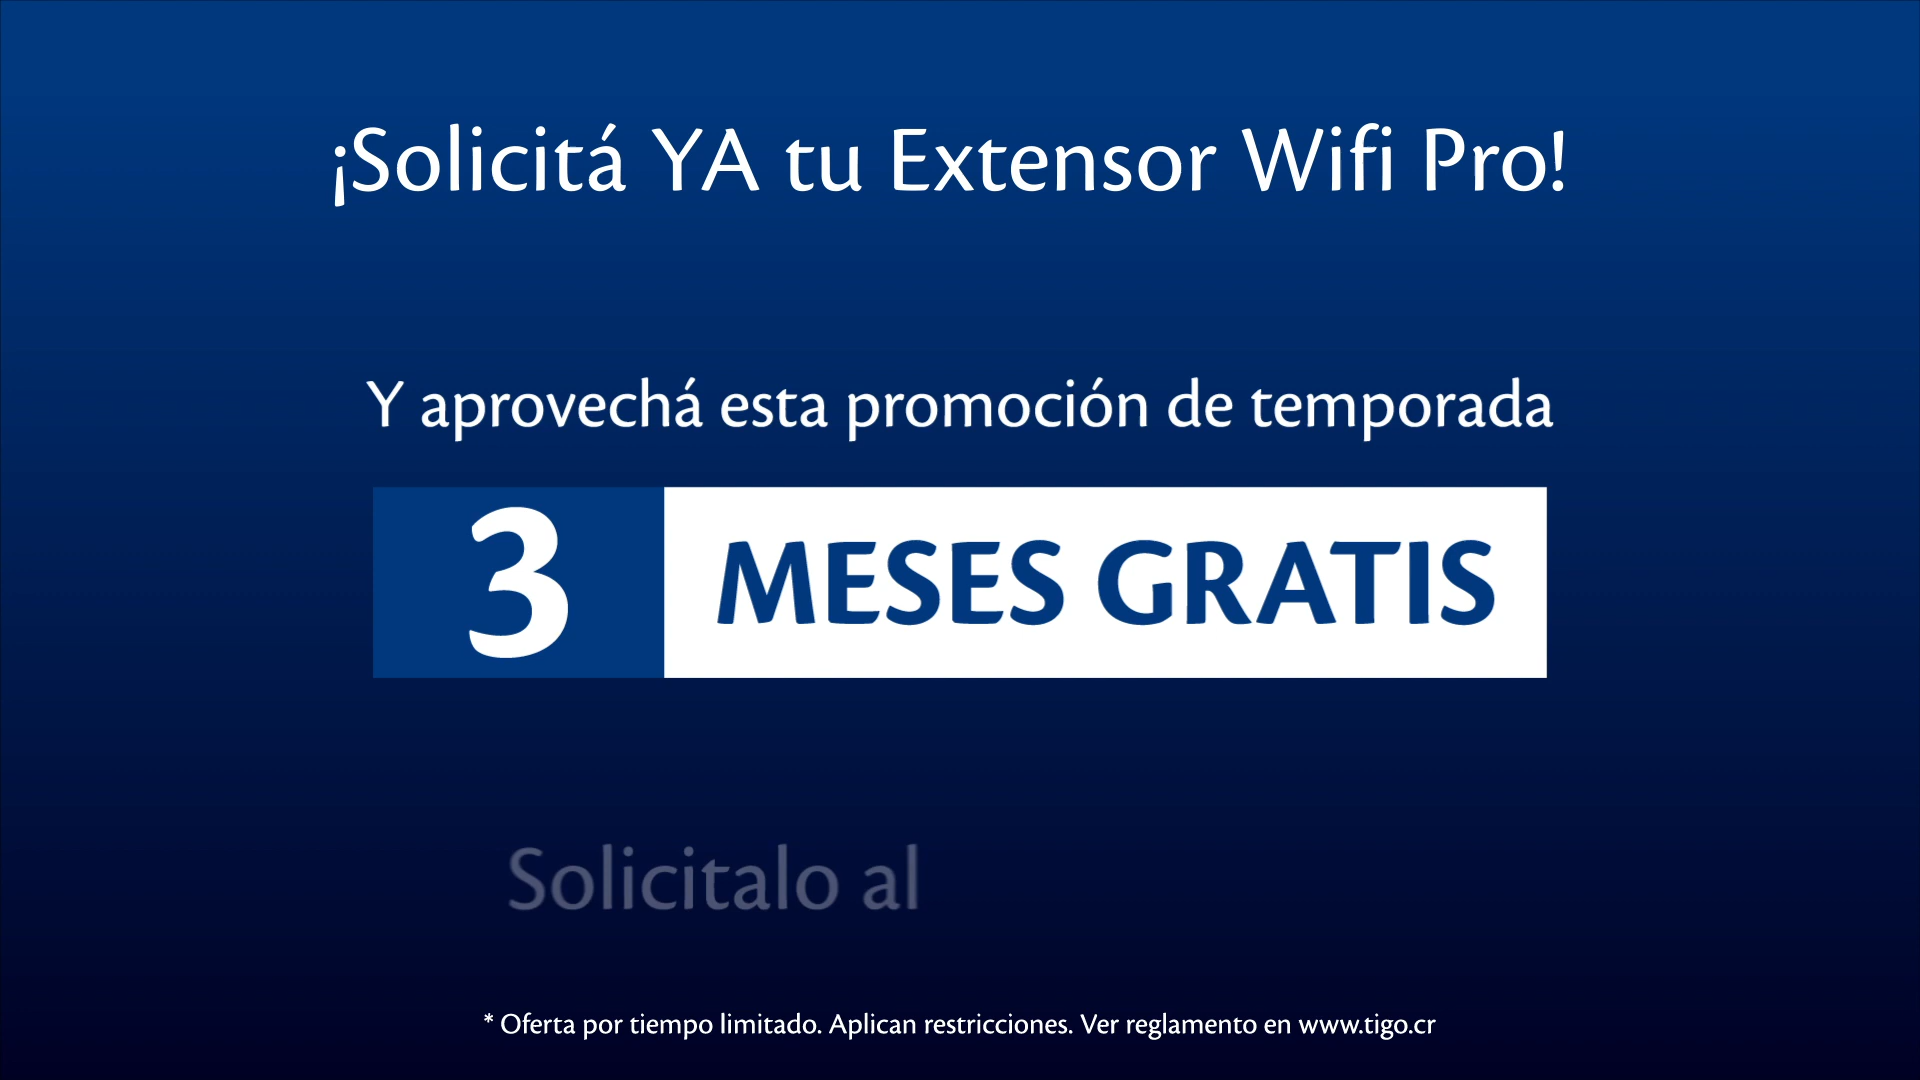 ¡Solicitá YA tu Extensor Wifi Pro!
Y aprovechá esta promoción de temporada
3 MESES GRATIS
Solicitalo al
* Oferta por tiempo limitado. Aplican restricciones. Ver reglamento en www.tigo.cr